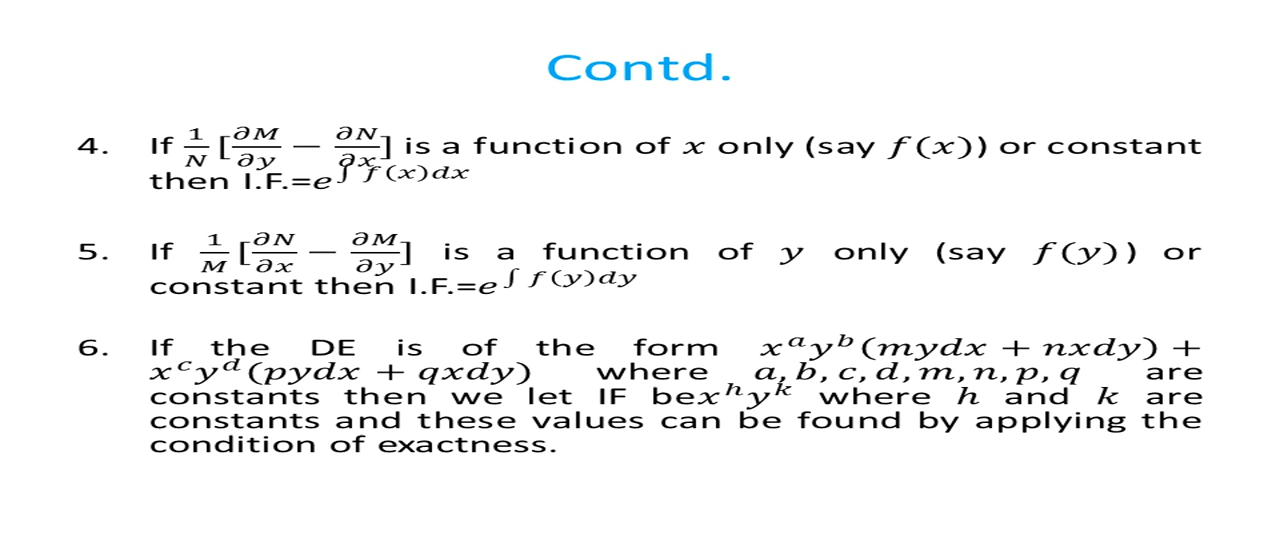 Contd.
4. If 1/N [∂M/∂y − ∂N/∂x] is a function of x only (say f(x)) or constant
then I.F.=e^∫ f(x)dx
5. If 1/M [∂N/∂x − ∂M/∂y] is a function of y only (say f(y)) or
constant then I.F.=e^∫ f(y)dy
6. If the DE is of the form x^a y^b (mydx + nxdy) +
x^c y^d (pydx + qxdy) where a, b, c, d, m, n, p, q are
constants then we let IF bex^h y^k where h and k are
constants and these values can be found by applying the
condition of exactness.